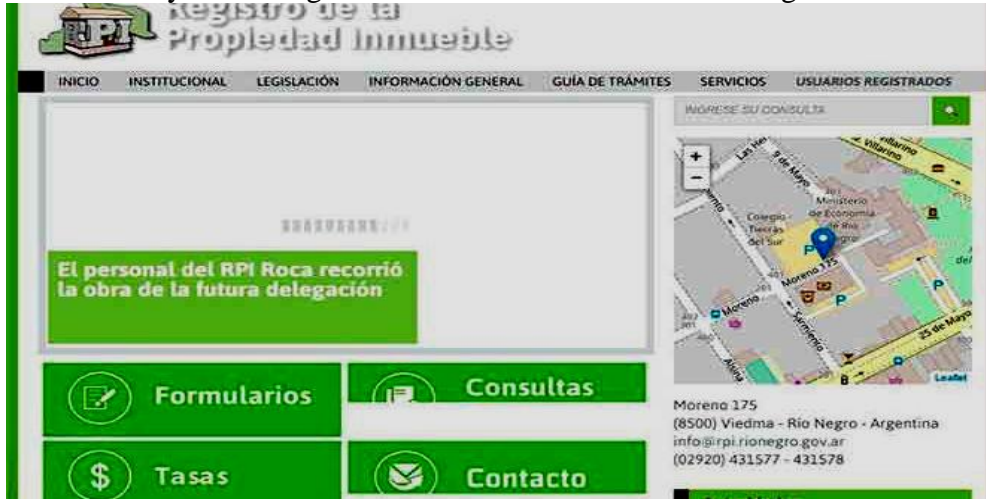 RPI Registro de la
Propiedad Inmueble
INICIO INSTITUCIONAL LEGISLACIÓN INFORMACIÓN GENERAL GUÍA DE TRÁMITES SERVICIOS USUARIOS REGISTRADOS
INGRESE SU CONSULTA
El personal del RPI Roca recorrió
la obra de la futura delegación
Formularios
Consultas
$ Tasas
Contacto
+
-
Villarino
9 de Mayo
Ministerio
de Economía
Colegio
Tierras
del Sur
P
Moreno 175
Moreno
Sarmiento
25 de Mayo
Alsina
B
Leaflet
Moreno 175
(8500) Viedma - Río Negro - Argentina
info@rpi.rionegro.gov.ar
(02920) 431577 - 431578